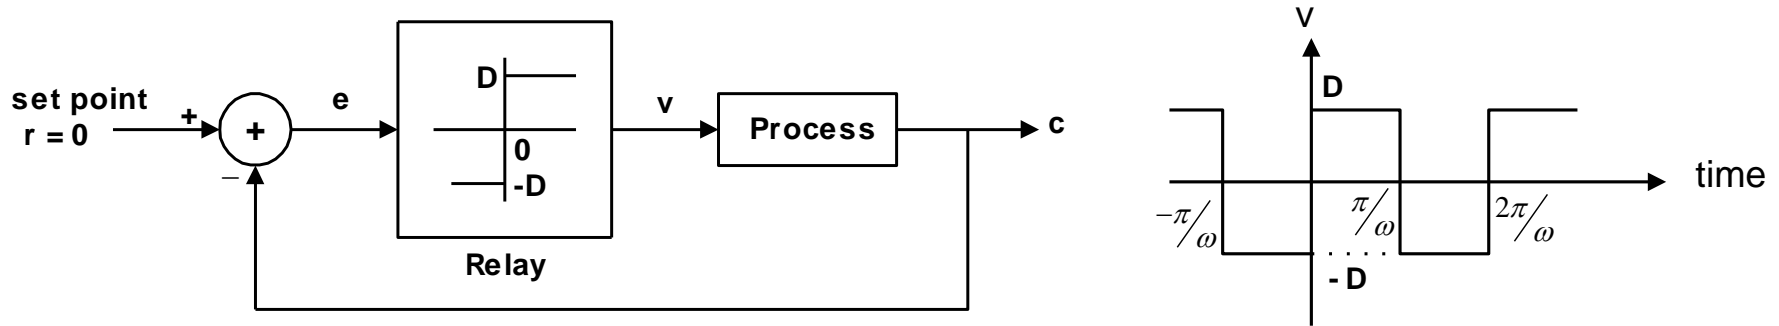 set point
r = 0
+
+
−
e
D
0
-D
Relay
v
Process
c
V
D
time
−π/ω
π/ω
2π/ω
- D